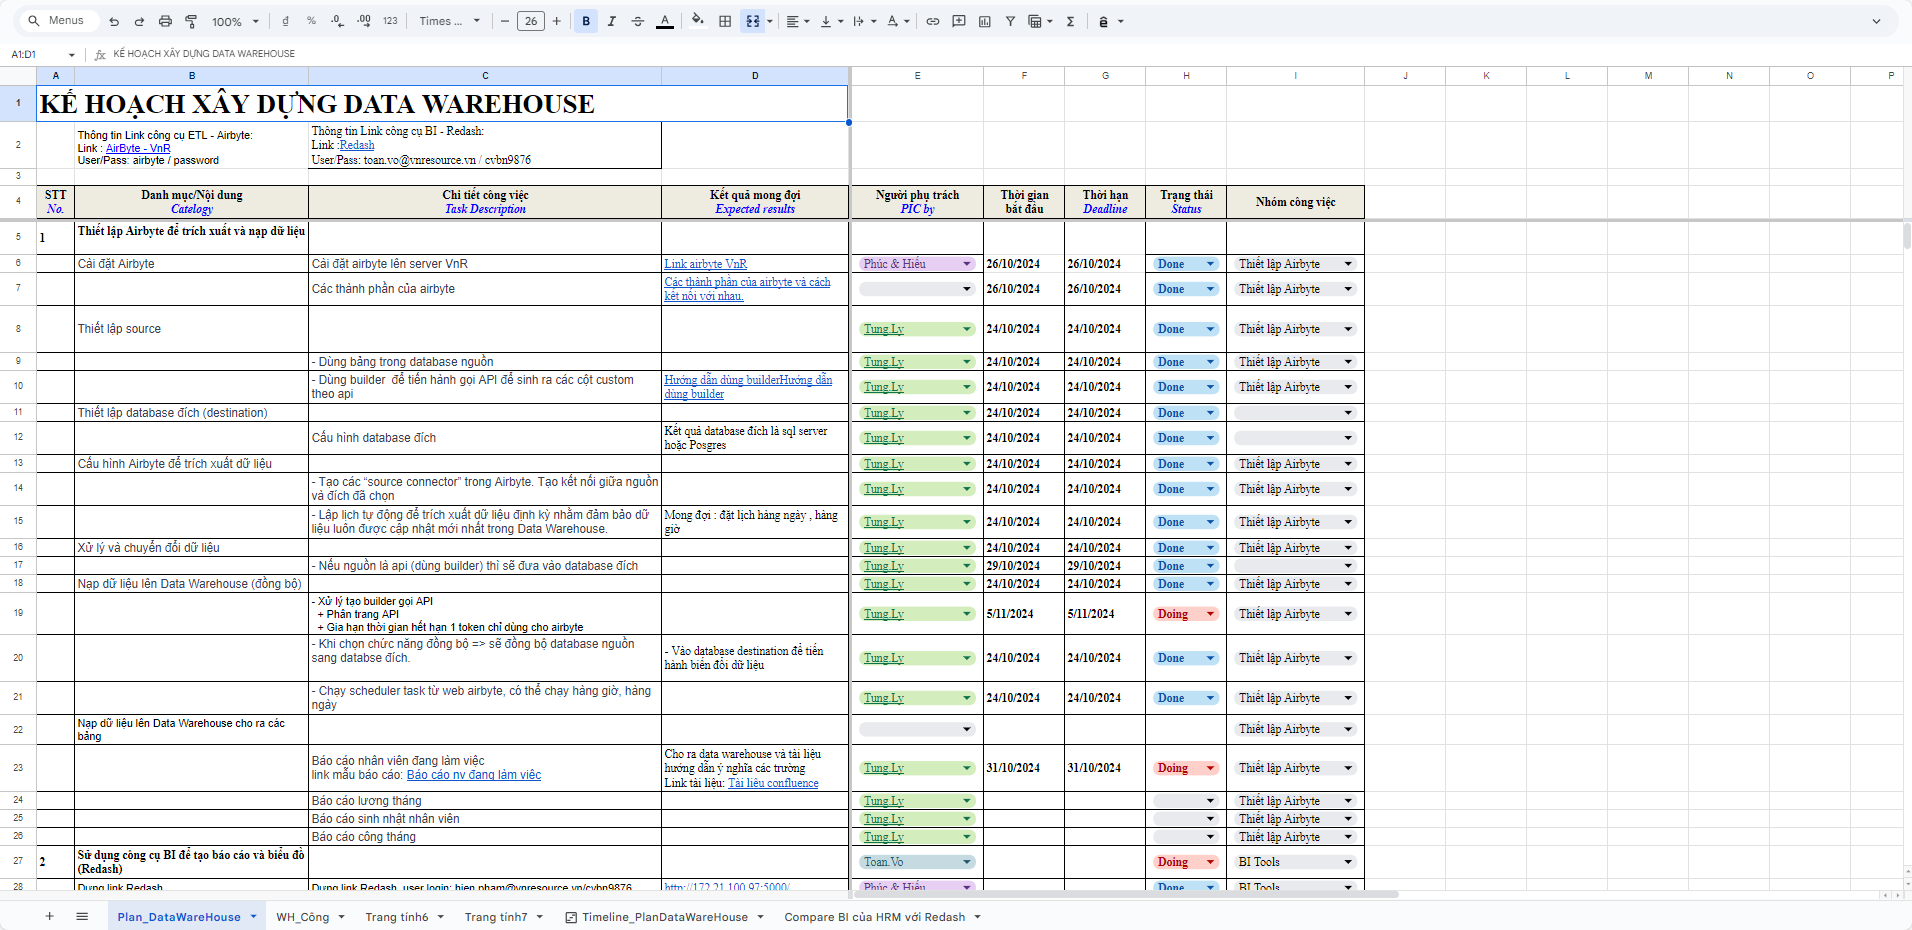 Menus
100%
123
Times ...
26
A1:D1
KẾ HOẠCH XÂY DỰNG DATA WAREHOUSE
A B C D E F G H I J K L M N O P
1 KẾ HOẠCH XÂY DỰNG DATA WAREHOUSE
2
Thông tin Link công cụ ETL - Airbyte:
Link : AirByte - VnR
User/Pass: airbyte / password
Thông tin Link công cụ BI - Redash:
Link :Redash
User/Pass: toan.vo@vnresource.vn / cvbn9876
3
4
STT
No.
Danh mục/Nội dung
Catelogy
Chi tiết công việc
Task Description
Kết quả mong đợi
Expected results
Người phụ trách
PIC by
Thời gian
bắt đầu
Thời hạn
Deadline
Trạng thái
Status
Nhóm công việc
5 1 Thiết lập Airbyte để trích xuất và nạp dữ liệu
6 Cài đặt Airbyte Cài đặt airbyte lên server VnR Link airbyte VnR Phúc & Hiếu 26/10/2024 26/10/2024 Done Thiết lập Airbyte
7 Các thành phần của airbyte
Các thành phần của airbyte và cách
kết nối với nhau.
26/10/2024 26/10/2024 Done Thiết lập Airbyte
8 Thiết lập source Tung.Ly 24/10/2024 24/10/2024 Done Thiết lập Airbyte
9 - Dùng bảng trong database nguồn Tung.Ly 24/10/2024 24/10/2024 Done Thiết lập Airbyte
10
- Dùng builder để tiến hành gọi API để sinh ra các cột custom
theo api
Hướng dẫn dùng builderHướng dẫn
dùng builder
Tung.Ly 24/10/2024 24/10/2024 Done Thiết lập Airbyte
11 Thiết lập database đích (destination) Tung.Ly 24/10/2024 24/10/2024 Done
12 Cấu hình database đích
Kết quả database đích là sql server
hoặc Posgres
Tung.Ly 24/10/2024 24/10/2024 Done
13 Cấu hình Airbyte để trích xuất dữ liệu Tung.Ly 24/10/2024 24/10/2024 Done Thiết lập Airbyte
14
- Tạo các “source connector” trong Airbyte. Tạo kết nối giữa nguồn
và đích đã chọn
Tung.Ly 24/10/2024 24/10/2024 Done Thiết lập Airbyte
15
- Lập lịch tự động để trích xuất dữ liệu định kỳ nhằm đảm bảo dữ
liệu luôn được cập nhật mới nhất trong Data Warehouse.
Mong đợi : đặt lịch hàng ngày , hàng
giờ
Tung.Ly 24/10/2024 24/10/2024 Done Thiết lập Airbyte
16 Xử lý và chuyển đổi dữ liệu Tung.Ly 24/10/2024 24/10/2024 Done Thiết lập Airbyte
17 - Nếu nguồn là api (dùng builder) thì sẽ đưa vào database đích Tung.Ly 29/10/2024 29/10/2024 Done
18 Nạp dữ liệu lên Data Warehouse (đồng bộ) Tung.Ly 24/10/2024 24/10/2024 Done Thiết lập Airbyte
19
- Xử lý tạo builder gọi API
+ Phân trang API
+ Gia hạn thời gian hết hạn 1 token chỉ dùng cho airbyte
Tung.Ly 5/11/2024 5/11/2024 Doing Thiết lập Airbyte
20
- Khi chọn chức năng đồng bộ => sẽ đồng bộ database nguồn
sang databse đích.
- Vào database destination để tiến
hành biến đổi dữ liệu
Tung.Ly 24/10/2024 24/10/2024 Done Thiết lập Airbyte
21
- Chạy scheduler task từ web airbyte, có thể chạy hàng giờ, hàng
ngày
Tung.Ly 24/10/2024 24/10/2024 Done Thiết lập Airbyte
22
Nạp dữ liệu lên Data Warehouse cho ra các
bảng
Thiết lập Airbyte
23
Báo cáo nhân viên đang làm việc
link mẫu báo cáo: Báo cáo nv đang làm việc
Cho ra data warehouse và tài liệu
hướng dẫn ý nghĩa các trường
Link tài liệu: Tài liệu confluence
Tung.Ly 31/10/2024 31/10/2024 Doing Thiết lập Airbyte
24 Báo cáo lương tháng Tung.Ly Thiết lập Airbyte
25 Báo cáo sinh nhật nhân viên Tung.Ly Thiết lập Airbyte
26 Báo cáo công tháng Tung.Ly Thiết lập Airbyte
27 2
Sử dụng công cụ BI để tạo báo cáo và biểu đồ
(Redash)
Toan.Vo Doing BI Tools
28 Dựng link Redash Dựng link Redash, user login: hien.pham@vnresource.vn/cvbn9876 http://172.21.100.97:5000/ Phúc & Hiếu Done BI Tools
Plan_DataWareHouse WH_Công Trang tính6 Trang tính7 Timeline_PlanDataWareHouse Compare BI của HRM với Redash